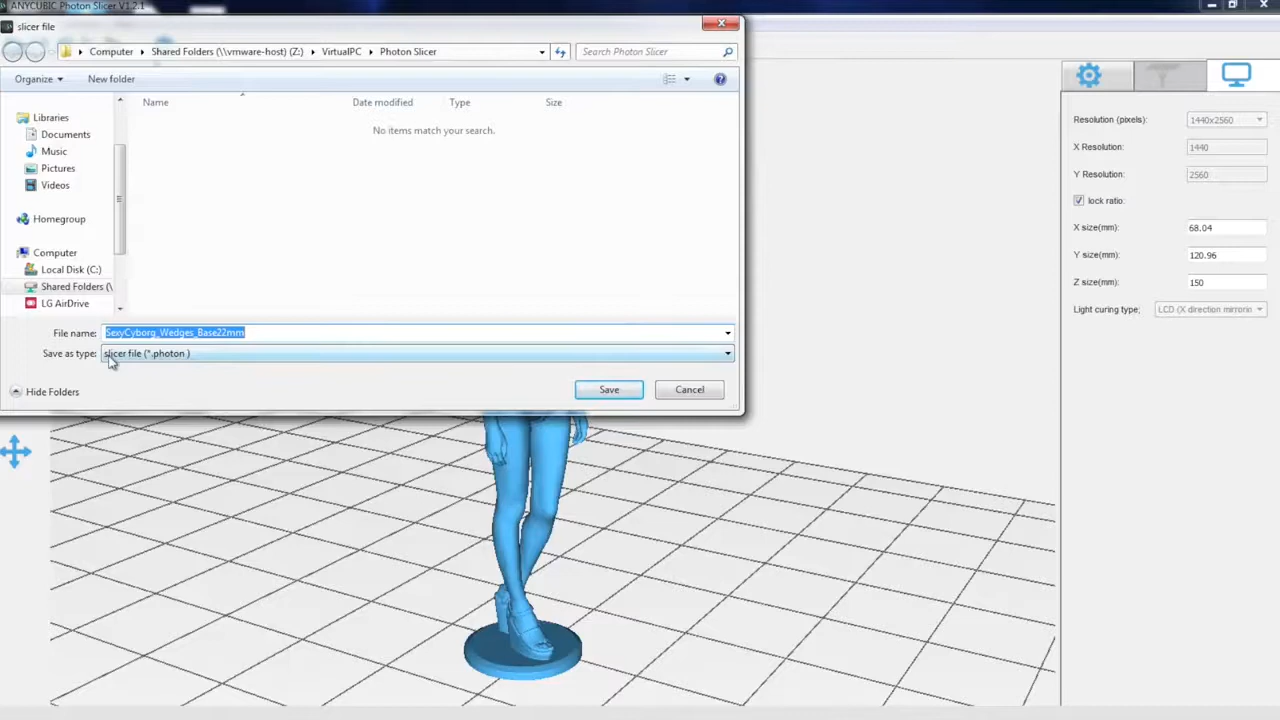 ANYCUBIC Photon Slicer V1.2.1
slicer file
Computer Shared Folders (\\vmware-host) (Z:) VirtualPC Photon Slicer
Search Photon Slicer
Organize New folder
Name Date modified Type Size
No items match your search.
Libraries
Documents
Music
Pictures
Videos
Homegroup
Computer
Local Disk (C:)
Shared Folders (\
LG AirDrive
File name: SexyCyborg_Wedges_Base22mm
Save as type: slicer file (*.photon )
Hide Folders
Save Cancel
Resolution (pixels): 1440x2560
X Resolution: 1440
Y Resolution: 2560
lock ratio:
X size(mm): 68.04
Y size(mm): 120.96
Z size(mm): 150
Light curing type: LCD (X direction mirrorin